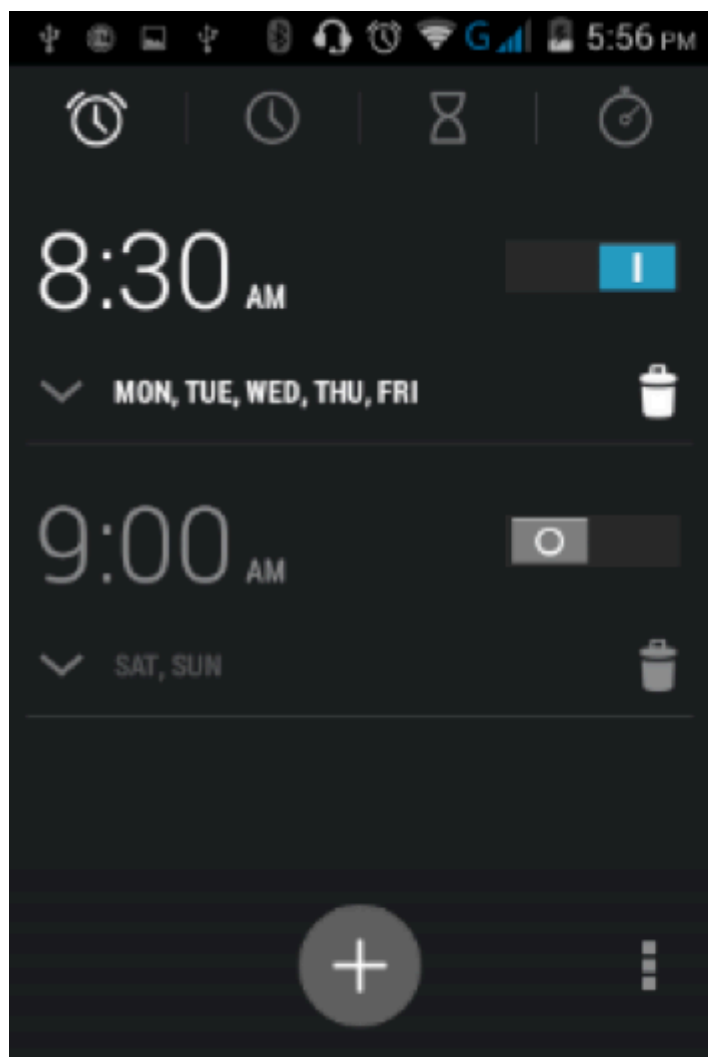 G 5:56 PM
8:30 AM
MON, TUE, WED, THU, FRI
9:00 AM
SAT, SUN